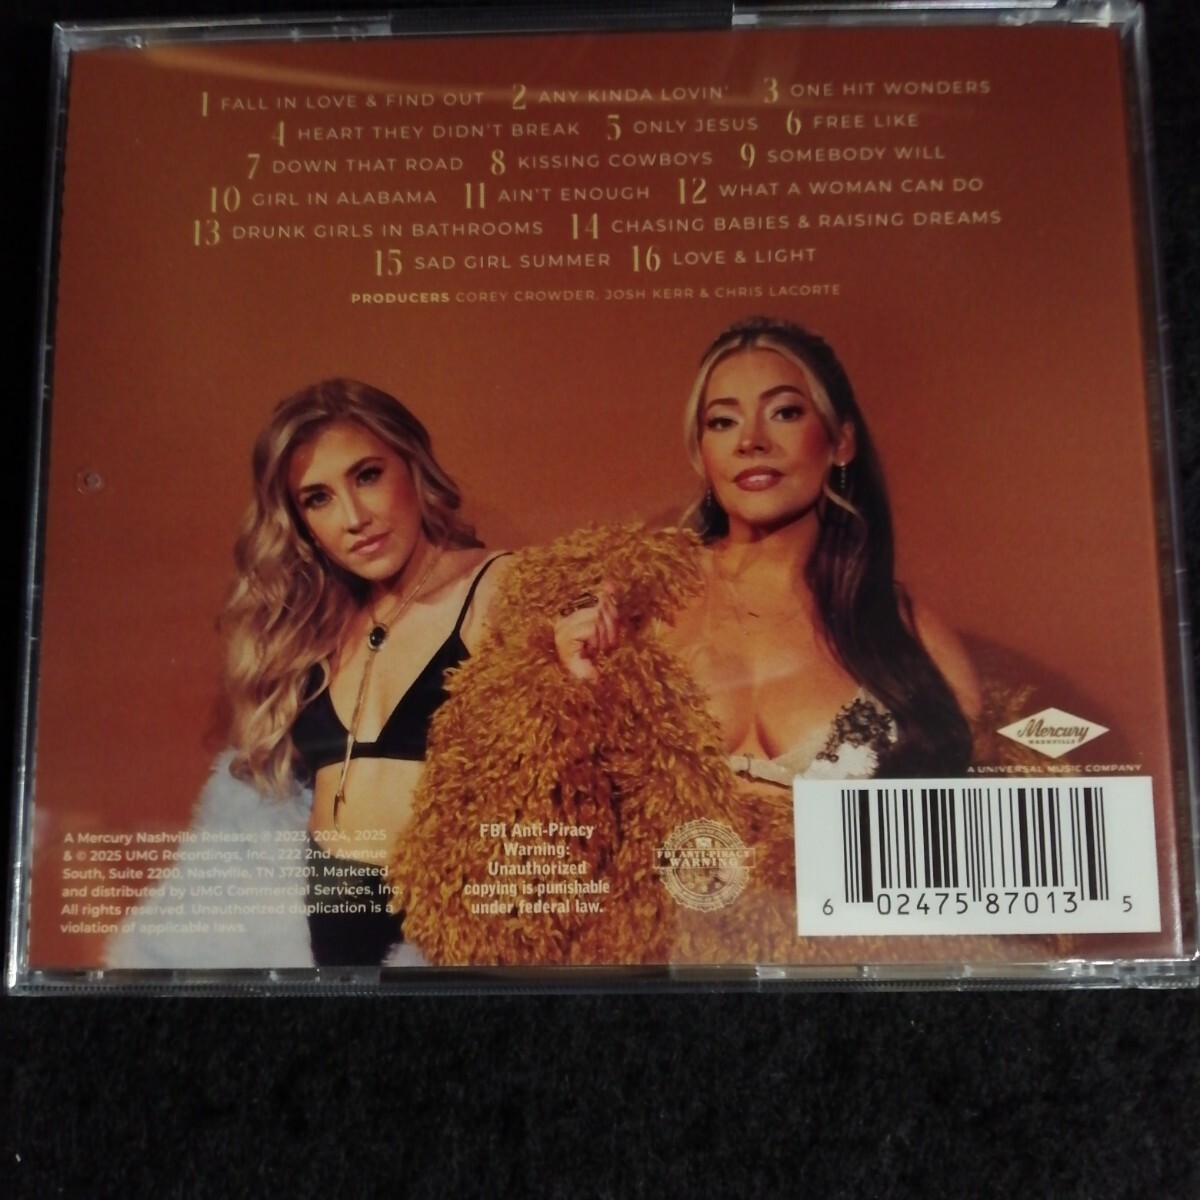 1 FALL IN LOVE & FIND OUT 2 ANY KINDA LOVIN' 3 ONE HIT WONDERS
4 HEART THEY DIDN'T BREAK 5 ONLY JESUS 6 FREE LIKE
7 DOWN THAT ROAD 8 KISSING COWBOYS 9 SOMEBODY WILL
10 GIRL IN ALABAMA 11 AIN'T ENOUGH 12 WHAT A WOMAN CAN DO
13 DRUNK GIRLS IN BATHROOMS 14 CHASING BABIES & RAISING DREAMS
15 SAD GIRL SUMMER 16 LOVE & LIGHT
PRODUCERS COREY CROWDER, JOSH KERR & CHRIS LACORTE
Mercury
NASHVILLE
A UNIVERSAL MUSIC COMPANY
A Mercury Nashville Release; ℗ 2023, 2024, 2025
& © 2025 UMG Recordings, Inc., 222 2nd Avenue
South, Suite 2200, Nashville, TN 37201. Marketed
and distributed by UMG Commercial Services, Inc.
All rights reserved. Unauthorized duplication is a
violation of applicable laws.
FBI Anti-Piracy
Warning:
Unauthorized
copying is punishable
under federal law.
FBI ANTI-PIRACY
WARNING
6 02475 87013 5